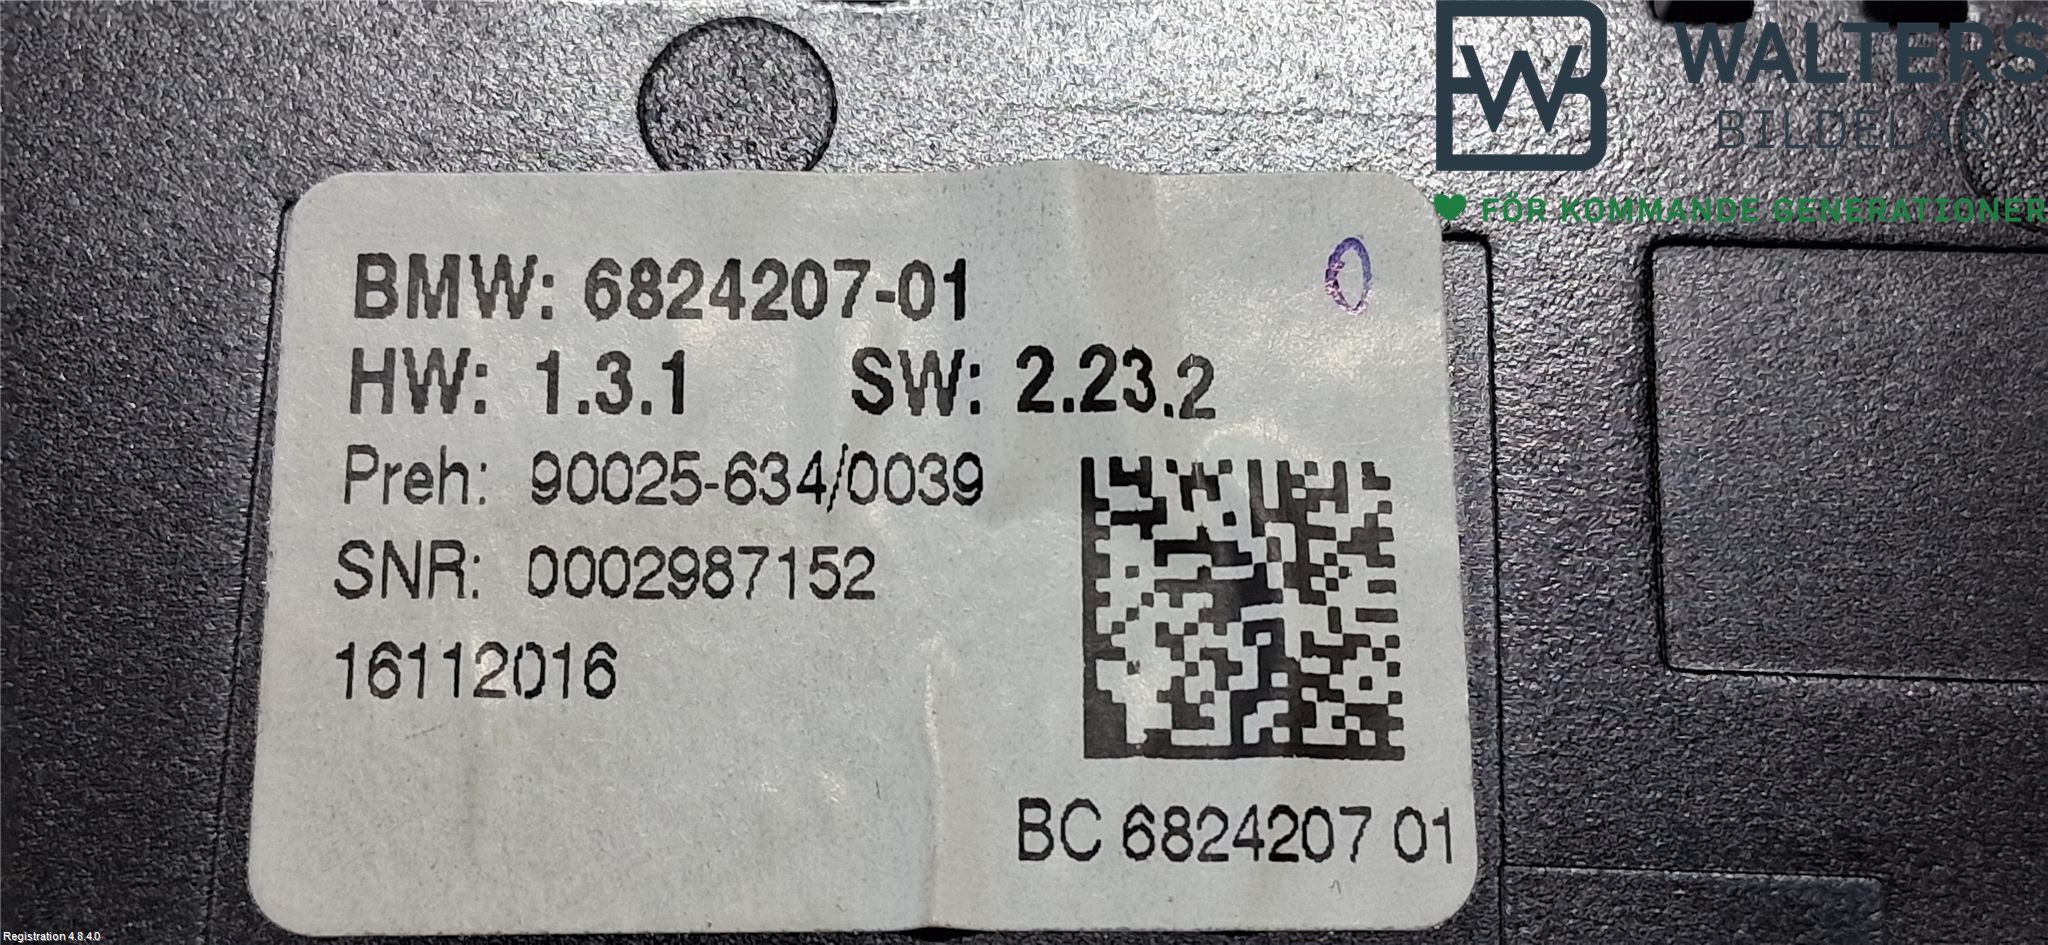 WALTERS
BILDELAR
FÖR KOMMANDE GENERATIONER
BMW: 6824207-01
HW: 1.3.1 SW: 2.23.2
Preh: 90025-634/0039
SNR: 0002987152
16112016
BC 6824207 01
Registration 4.8.4.0